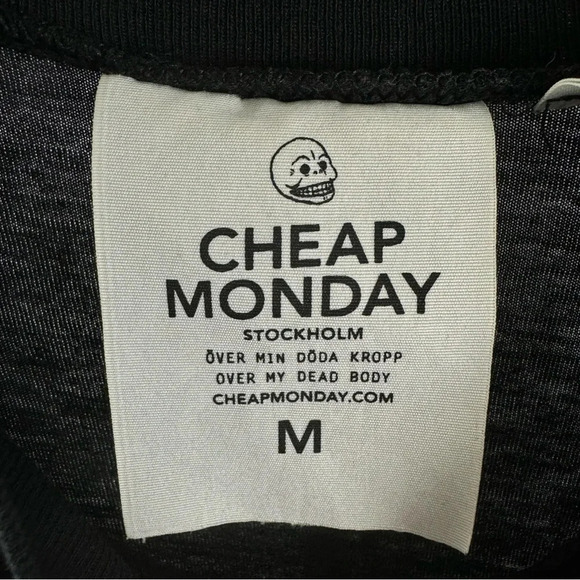 CHEAP
MONDAY
STOCKHOLM
ÖVER MIN DÖDA KROPP
OVER MY DEAD BODY
CHEAPMONDAY.COM
M